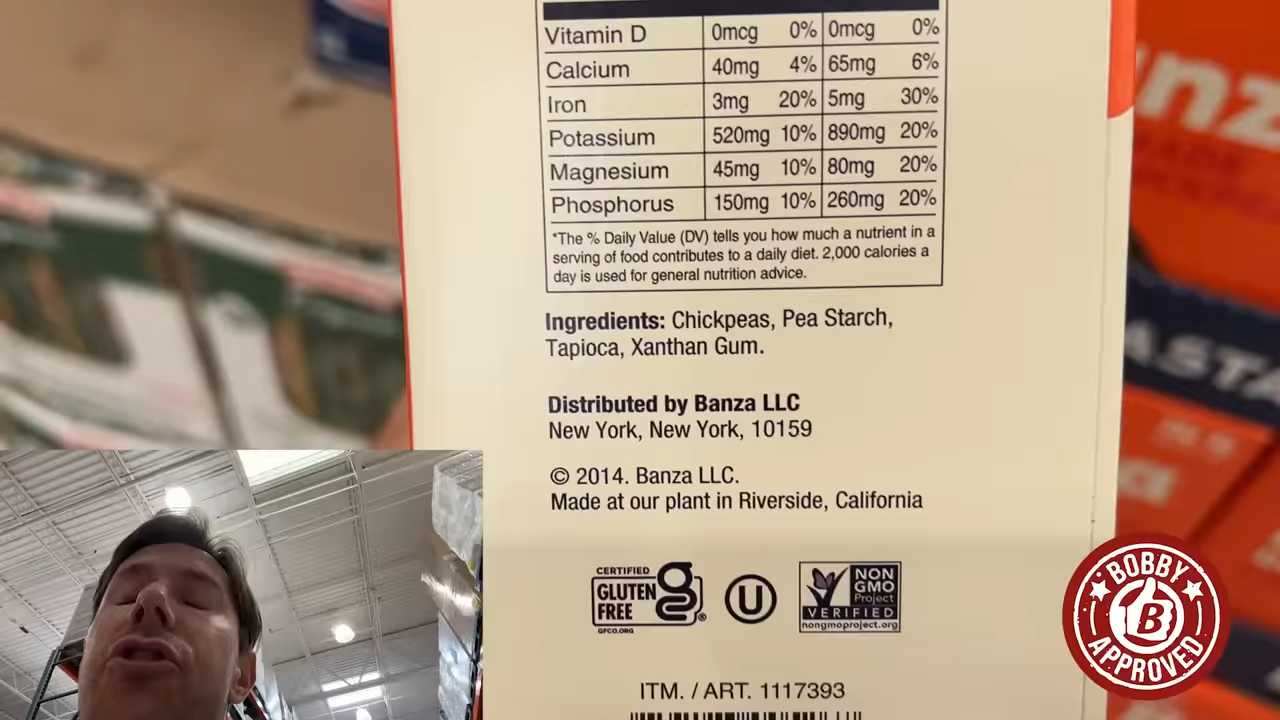 Vitamin D 0mcg 0% 0mcg 0%
Calcium 40mg 4% 65mg 6%
Iron 3mg 20% 5mg 30%
Potassium 520mg 10% 890mg 20%
Magnesium 45mg 10% 80mg 20%
Phosphorus 150mg 10% 260mg 20%
*The % Daily Value (DV) tells you how much a nutrient in a
serving of food contributes to a daily diet. 2,000 calories a
day is used for general nutrition advice.
Ingredients: Chickpeas, Pea Starch,
Tapioca, Xanthan Gum.
Distributed by Banza LLC
New York, New York, 10159
© 2014. Banza LLC.
Made at our plant in Riverside, California
CERTIFIED
GLUTEN
FREE
g
®
GFCO.ORG
U
NON
GMO
Project
VERIFIED
nongmoproject.org
ITM. / ART. 1117393
nz
ASTA
a
BOBBY
B
APPROVED